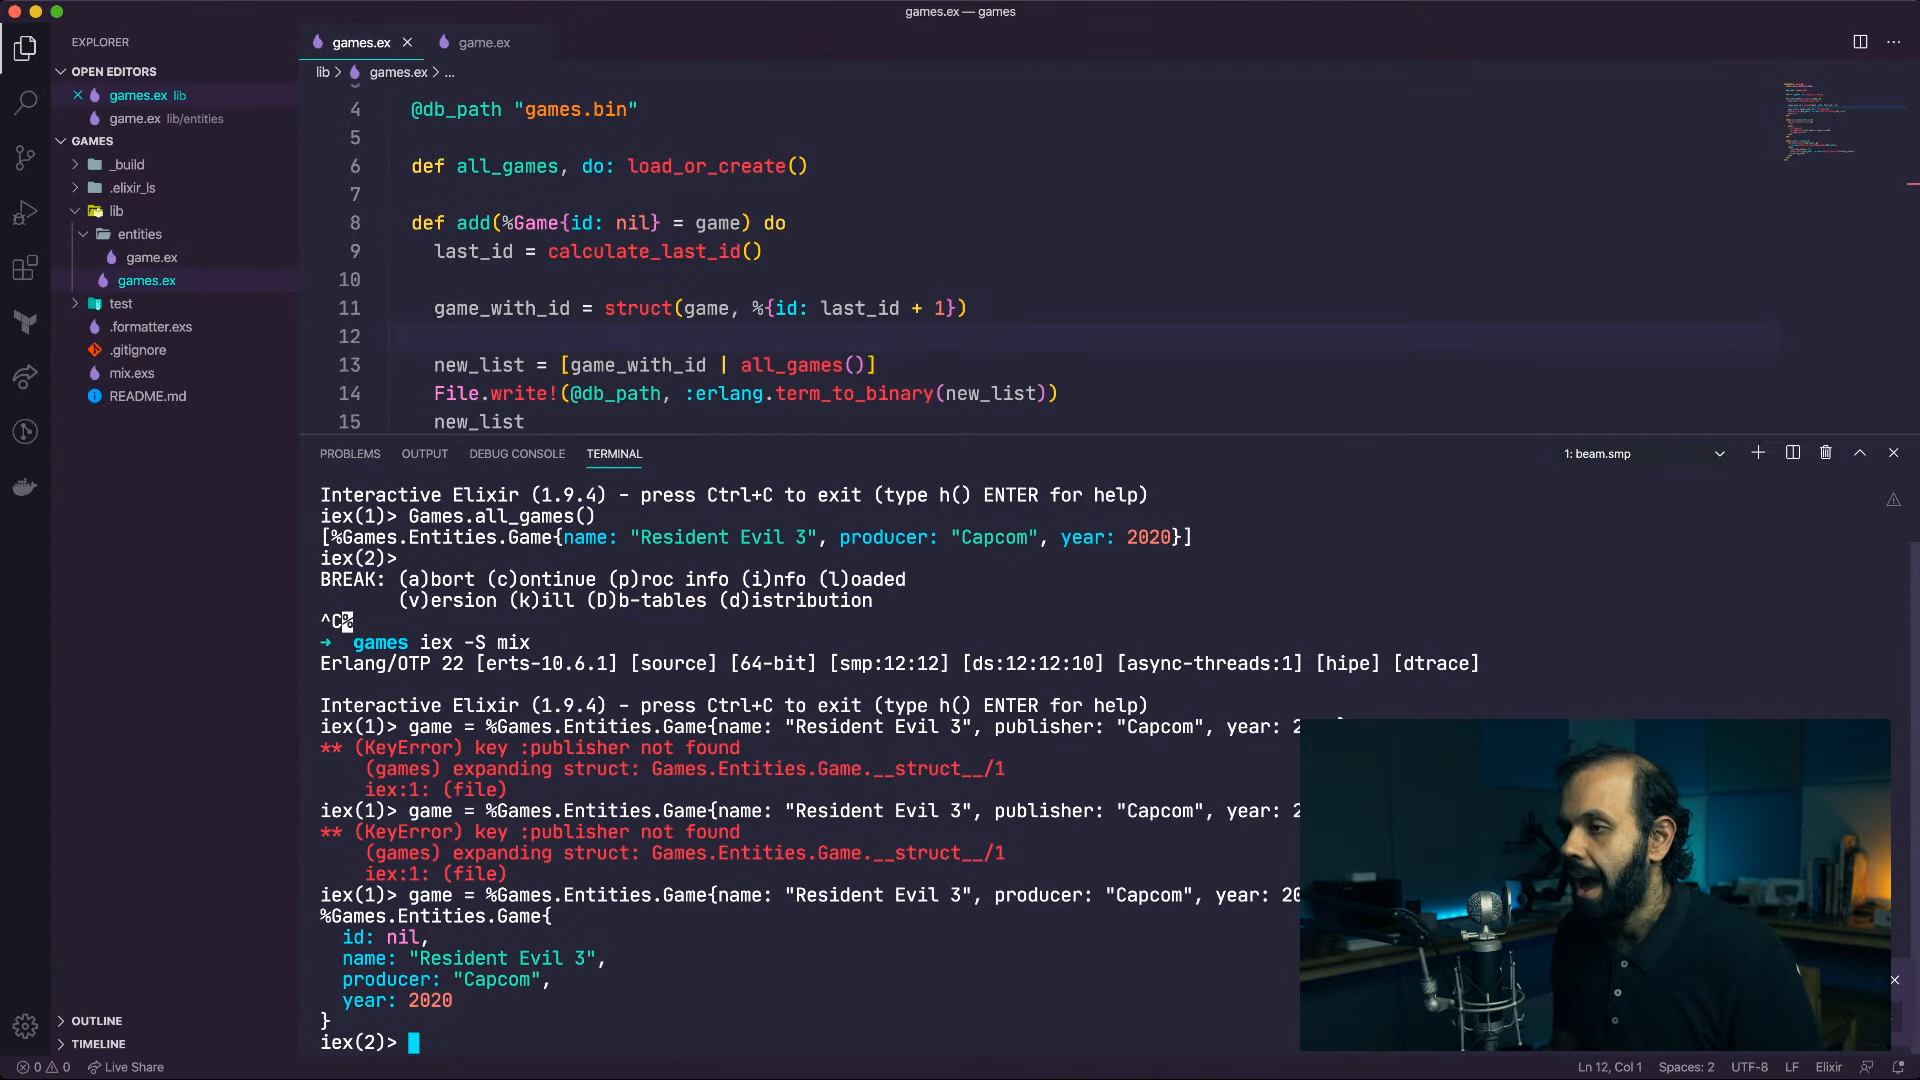 games.ex — games
EXPLORER
OPEN EDITORS
games.ex lib
game.ex lib/entities
GAMES
_build
.elixir_ls
lib
entities
game.ex
games.ex
test
.formatter.exs
.gitignore
mix.exs
README.md
OUTLINE
TIMELINE
games.ex
game.ex
lib > games.ex > ...
4 @db_path "games.bin"
5
6 def all_games, do: load_or_create()
7
8 def add(%Game{id: nil} = game) do
9 last_id = calculate_last_id()
10
11 game_with_id = struct(game, %{id: last_id + 1})
12
13 new_list = [game_with_id | all_games()]
14 File.write!(@db_path, :erlang.term_to_binary(new_list))
15 new_list
PROBLEMS OUTPUT DEBUG CONSOLE TERMINAL 1: beam.smp
Interactive Elixir (1.9.4) - press Ctrl+C to exit (type h() ENTER for help)
iex(1)> Games.all_games()
[%Games.Entities.Game{name: "Resident Evil 3", producer: "Capcom", year: 2020}]
iex(2)>
BREAK: (a)bort (c)ontinue (p)roc info (i)nfo (l)oaded
(v)ersion (k)ill (D)b-tables (d)istribution
^C%
➜ games iex -S mix
Erlang/OTP 22 [erts-10.6.1] [source] [64-bit] [smp:12:12] [ds:12:12:10] [async-threads:1] [hipe] [dtrace]
Interactive Elixir (1.9.4) - press Ctrl+C to exit (type h() ENTER for help)
iex(1)> game = %Games.Entities.Game{name: "Resident Evil 3", publisher: "Capcom", year: 2
** (KeyError) key :publisher not found
(games) expanding struct: Games.Entities.Game.__struct__/1
iex:1: (file)
iex(1)> game = %Games.Entities.Game{name: "Resident Evil 3", publisher: "Capcom", year: 2
** (KeyError) key :publisher not found
(games) expanding struct: Games.Entities.Game.__struct__/1
iex:1: (file)
iex(1)> game = %Games.Entities.Game{name: "Resident Evil 3", producer: "Capcom", year: 20
%Games.Entities.Game{
id: nil,
name: "Resident Evil 3",
producer: "Capcom",
year: 2020
}
iex(2)>
0 0 Live Share
Ln 12, Col 1 Spaces: 2 UTF-8 LF Elixir